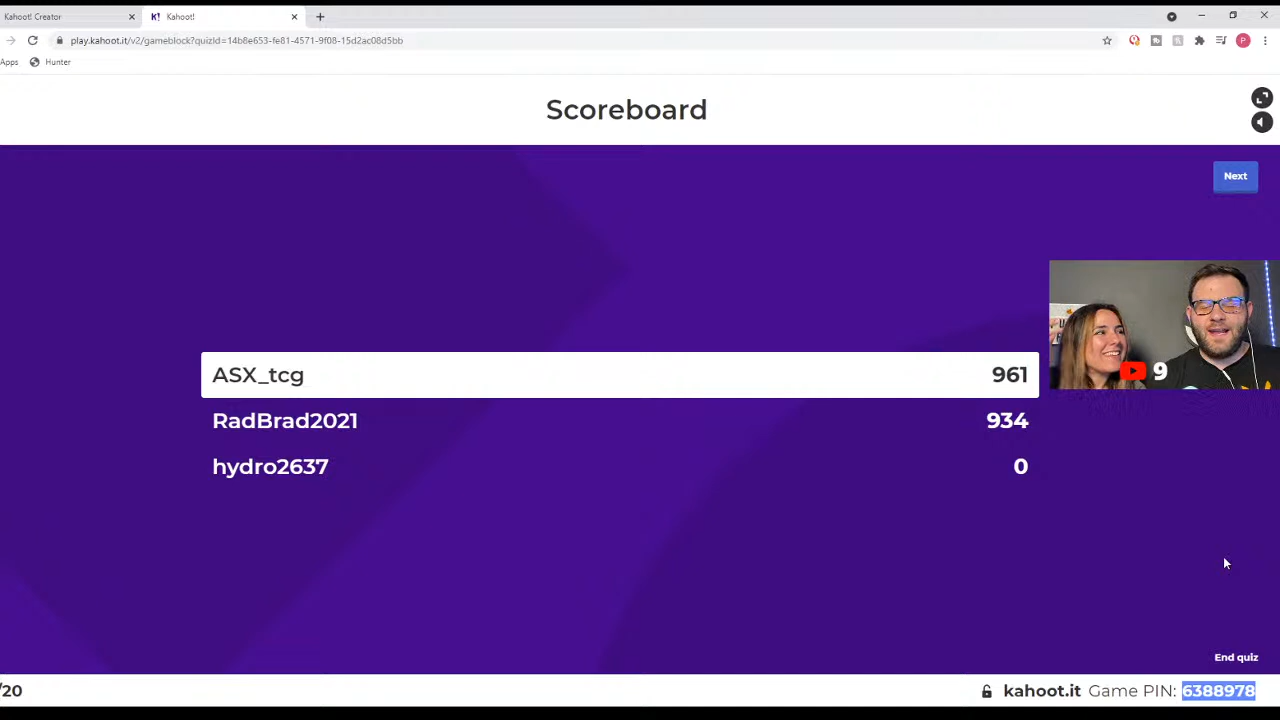 Kahoot! Creator
K! Kahoot!
play.kahoot.it/v2/gameblock?quizId=14b8e653-fe81-4571-9f08-15d2ac08d5bb
P
Apps Hunter
Scoreboard
Next
ASX_tcg 961
RadBrad2021 934
hydro2637 0
9
End quiz
/20
kahoot.it Game PIN: 6388978